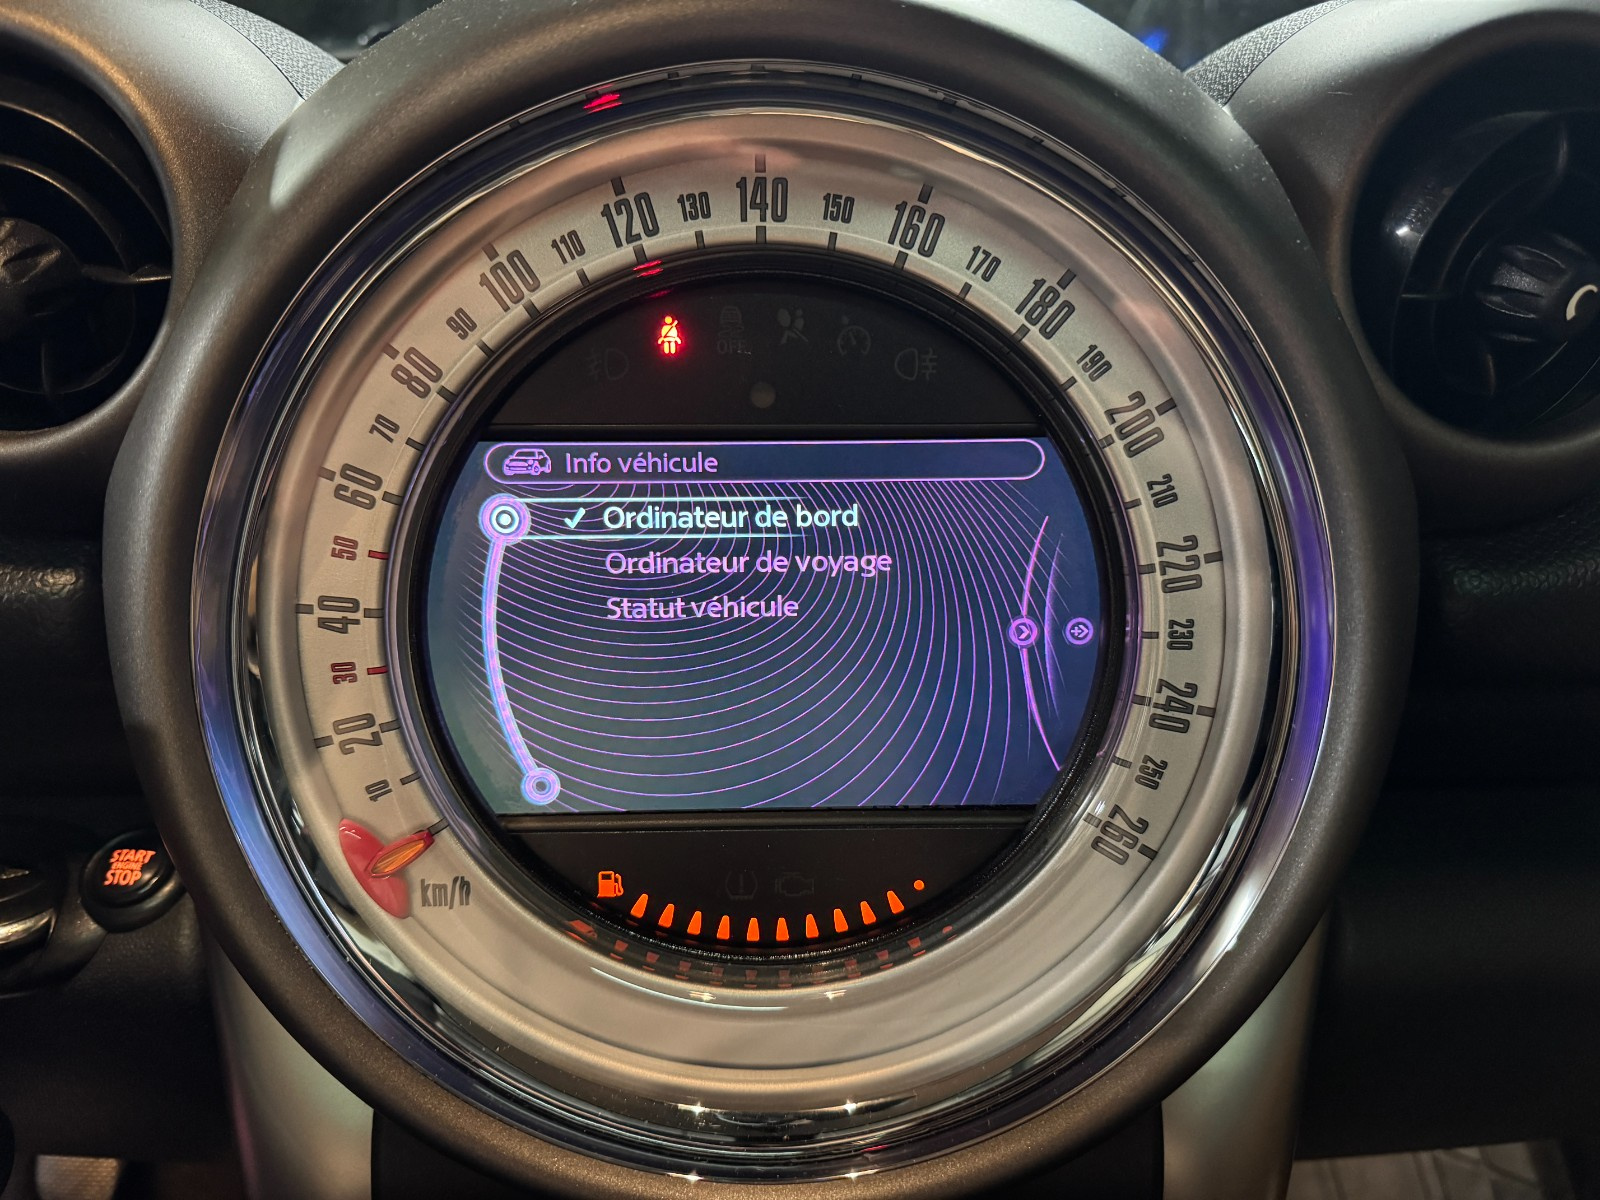 10
20
30
40
50
60
70
80
90
100
110
120
130
140
150
160
170
180
190
200
210
220
230
240
250
260
km/h
OFF
Info véhicule
Ordinateur de bord
Ordinateur de voyage
Statut véhicule
START
ENGINE
STOP